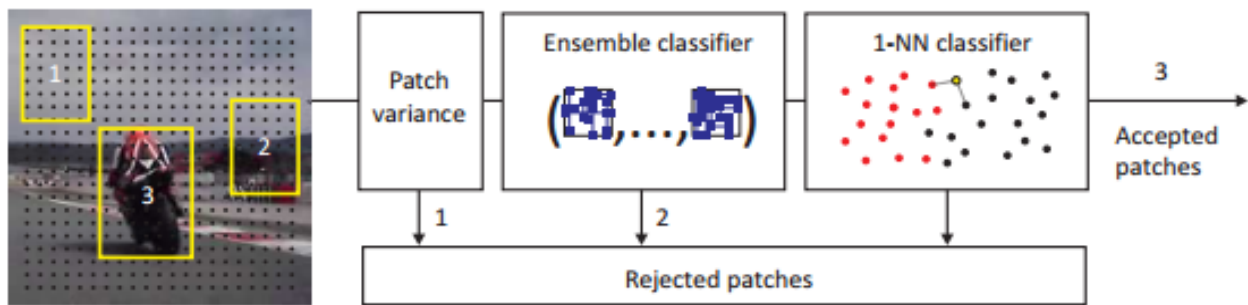 1
2
3
Patch
variance
Ensemble classifier
( ,..., )
1-NN classifier
3
Accepted
patches
1
2
Rejected patches